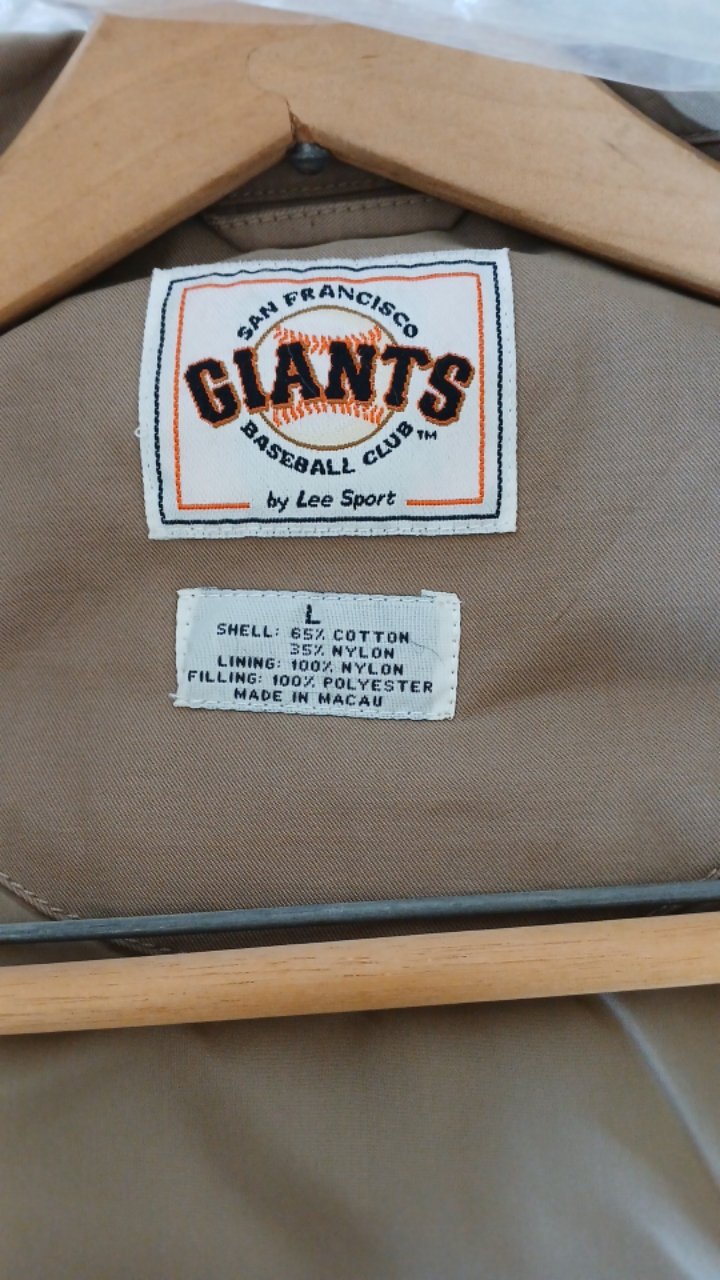 SAN FRANCISCO
GIANTS
BASEBALL CLUB™
by Lee Sport
L
SHELL: 65% COTTON
35% NYLON
LINING: 100% NYLON
FILLING: 100% POLYESTER
MADE IN MACAU